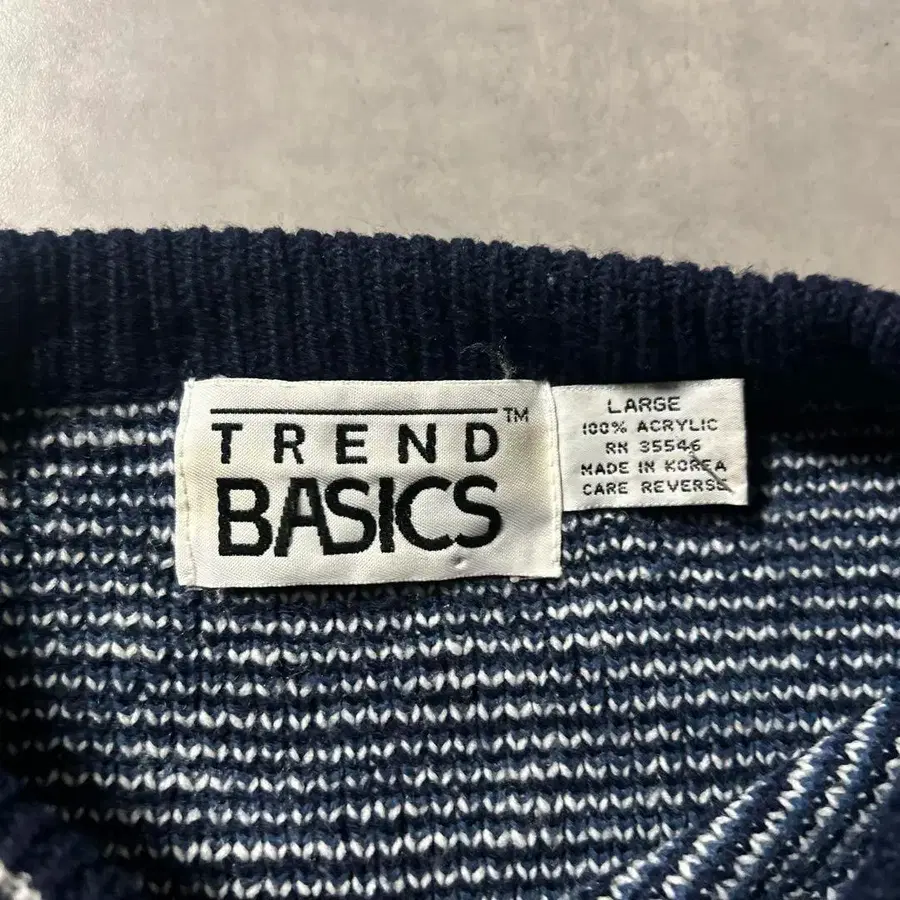 TREND™
BASICS
LARGE
100% ACRYLIC
RN 35546
MADE IN KOREA
CARE REVERSE